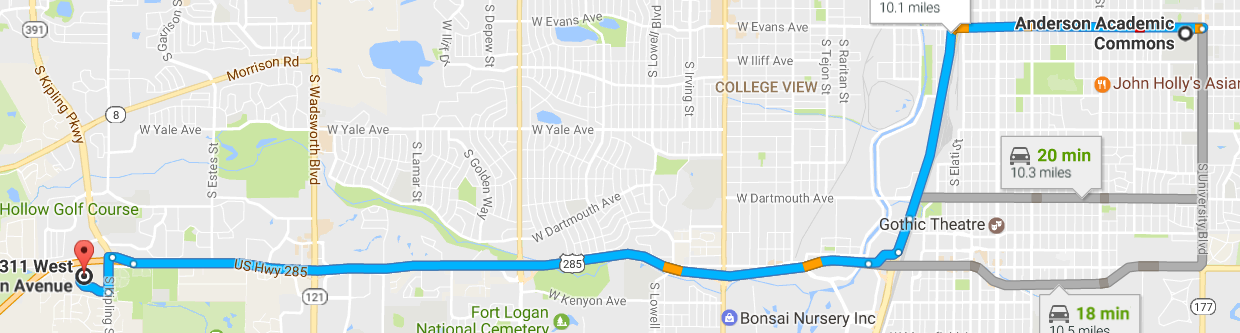 10.1 miles
391
S Garrison St
W Evans Ave
S Depew St
W Evans Ave
Anderson Academic
Commons
S Kipling Pkwy
Morrison Rd
S Wadsworth Blvd
S Lowell
Blvd
S Irving St
W Iliff Ave
S Tejon St
S Raritan St
COLLEGE VIEW
John Holly's Asian
8
W Yale Ave
W Yale Ave
W Yale Ave
S Estes St
S Lamar St
S Golden Way
S Elati St
20 min
10.3 miles
S University Blvd
W Dartmouth Ave
W Dartmouth Ave
Hollow Golf Course
Gothic Theatre
311 West
n Avenue
US Hwy 285
285
S Kipling S
121
W Kenyon Ave
S Lowell
Fort Logan
National Cemetery
Bonsai Nursery Inc
18 min
10.5 miles
177